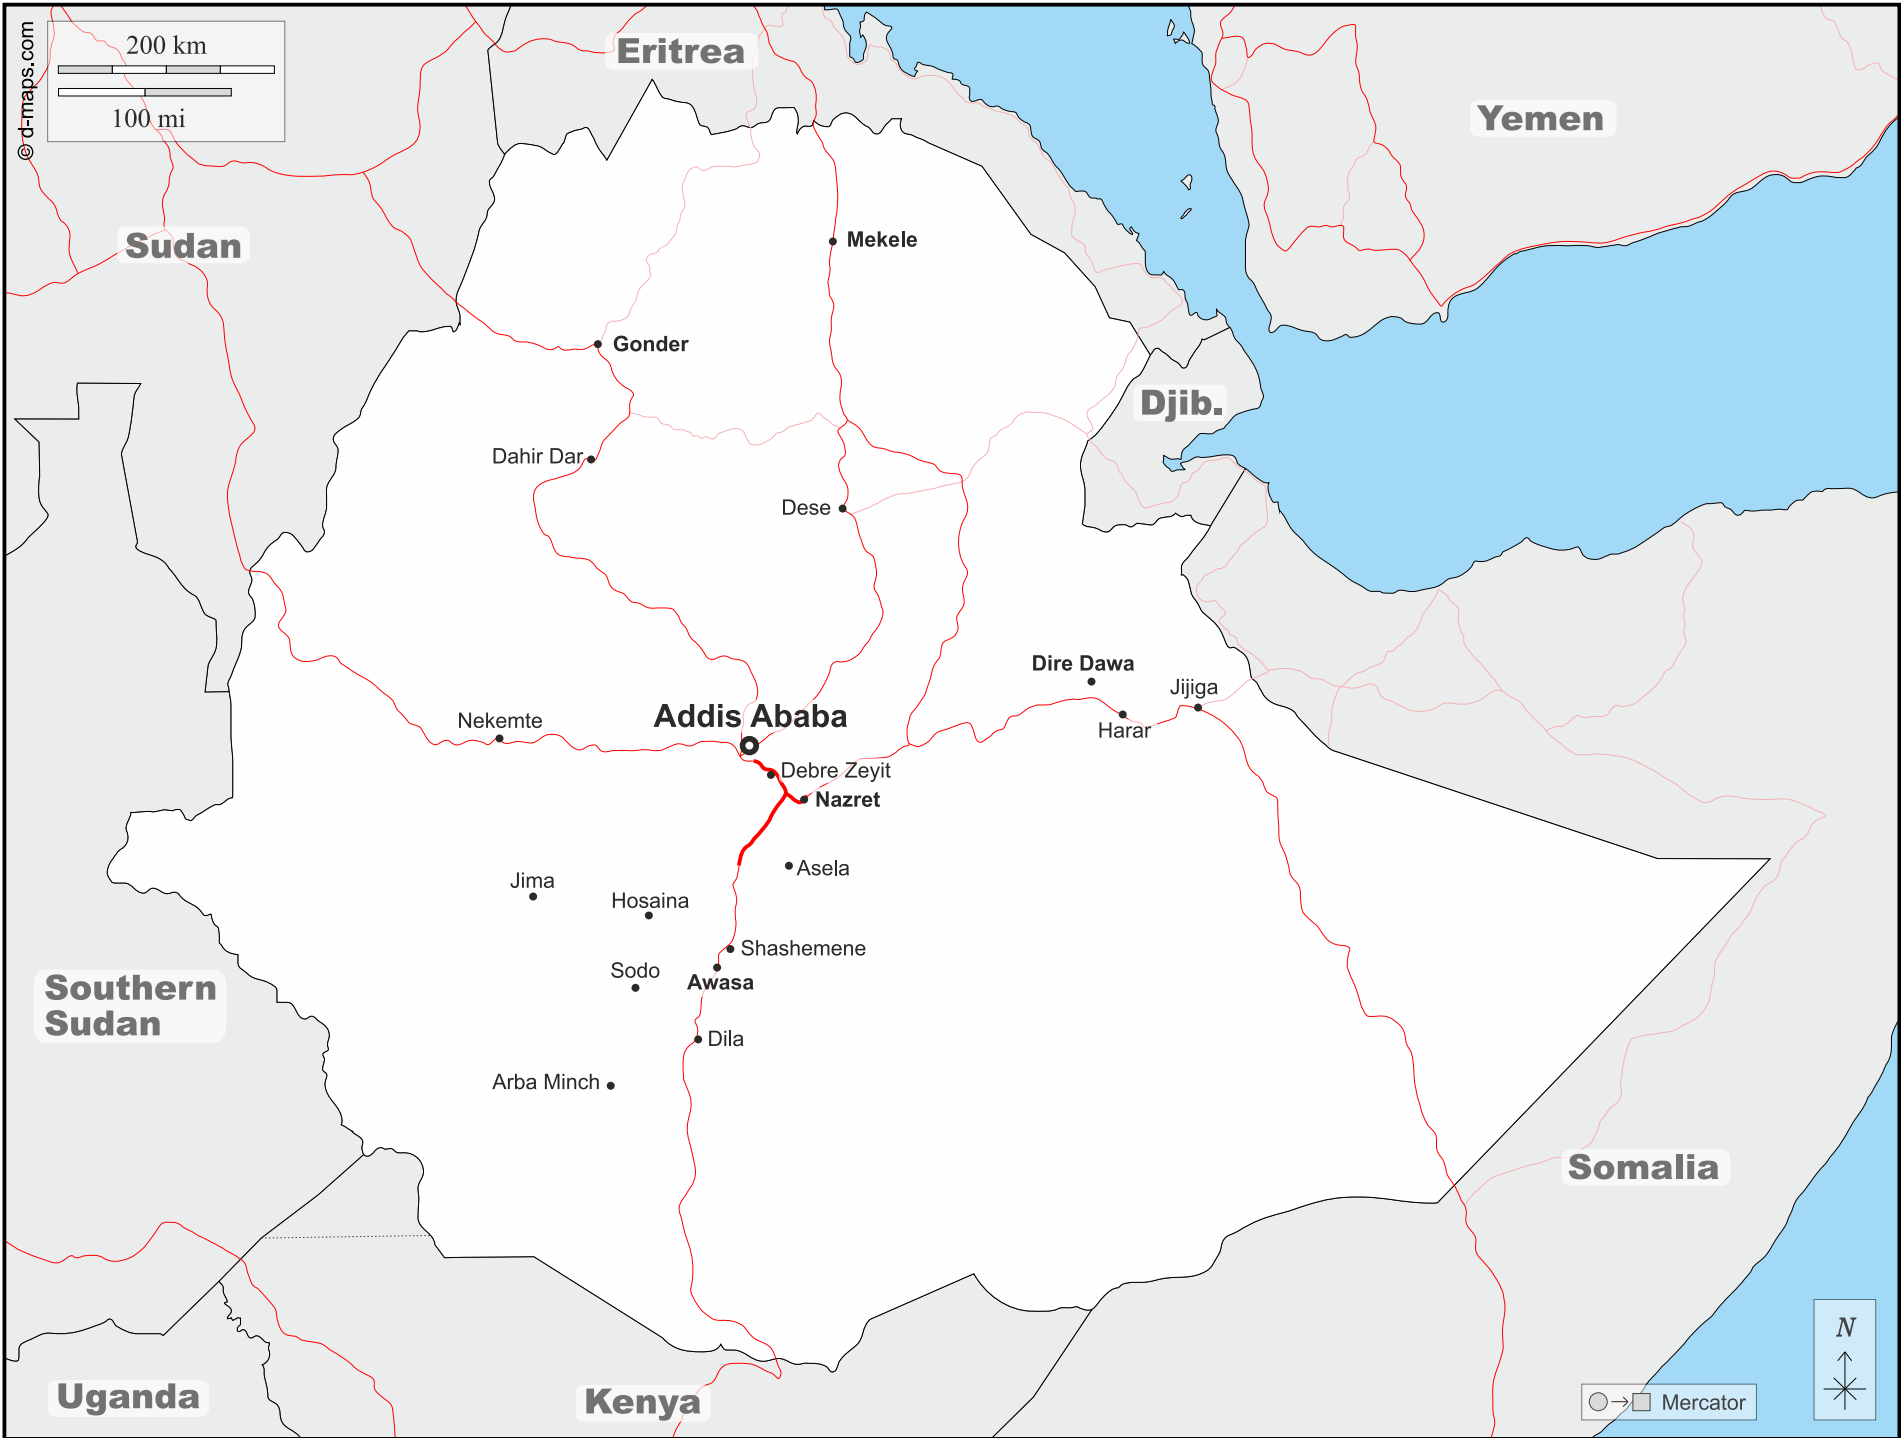 © d-maps.com
200 km
100 mi
Eritrea
Yemen
Sudan
Mekele
Gonder
Djib.
Dahir Dar
Dese
Dire Dawa
Jijiga
Addis Ababa
Nekemte
Harar
Debre Zeyit
Nazret
Asela
Jima
Hosaina
Shashemene
Sodo
Awasa
Southern
Sudan
Dila
Arba Minch
Somalia
N
Uganda
Kenya
Mercator